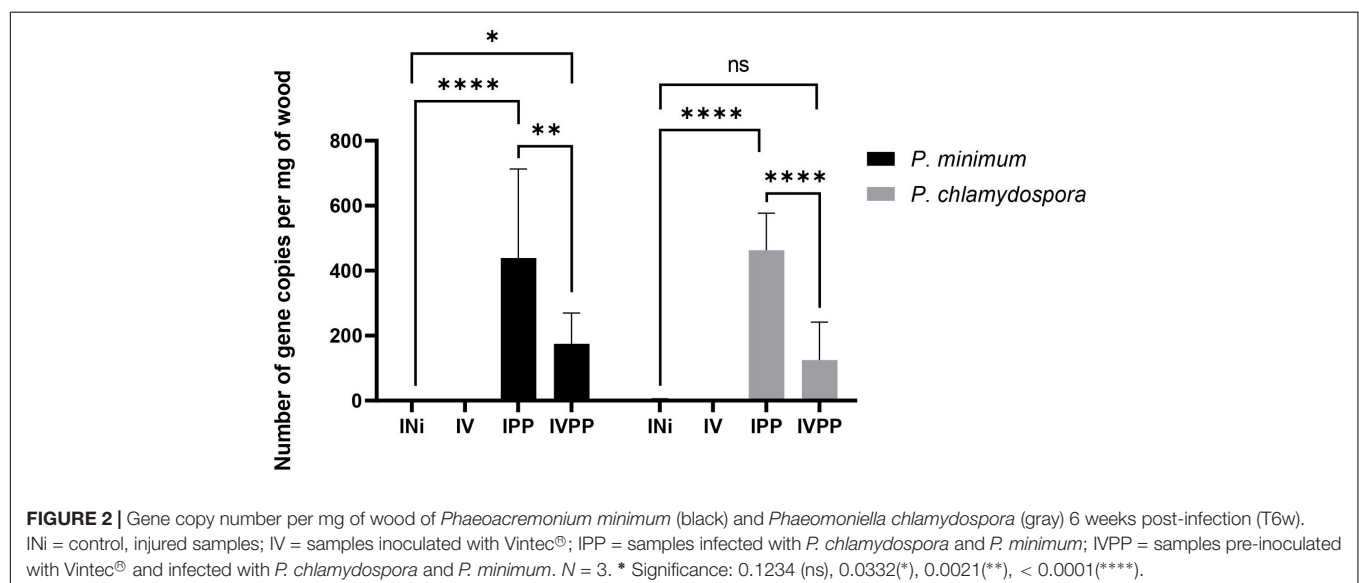 *
ns
****
****
**
****
Number of gene copies per mg of wood
800
600
400
200
0
INi IV IPP IVPP INi IV IPP IVPP
P. minimum
P. chlamydospora
FIGURE 2 | Gene copy number per mg of wood of Phaeoacremonium minimum (black) and Phaeomoniella chlamydospora (gray) 6 weeks post-infection (T6w).
INi = control, injured samples; IV = samples inoculated with Vintec®; IPP = samples infected with P. chlamydospora and P. minimum; IVPP = samples pre-inoculated
with Vintec® and infected with P. chlamydospora and P. minimum. N = 3. * Significance: 0.1234 (ns), 0.0332(*), 0.0021(**), < 0.0001(****).